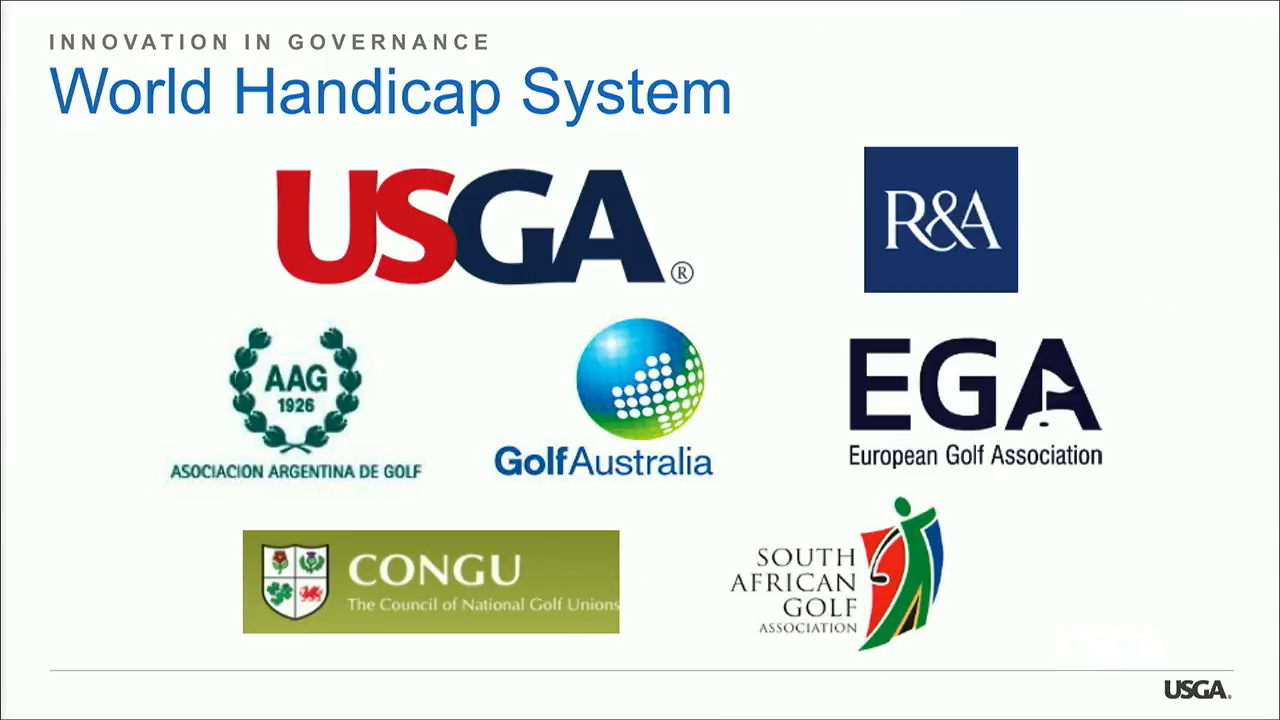 INNOVATION IN GOVERNANCE
World Handicap System
USGA®
R&A
AAG
1926
ASOCIACION ARGENTINA DE GOLF
GolfAustralia
EGA
European Golf Association
CONGU
The Council of National Golf Unions
SOUTH
AFRICAN
GOLF
ASSOCIATION
USGA
USGA.